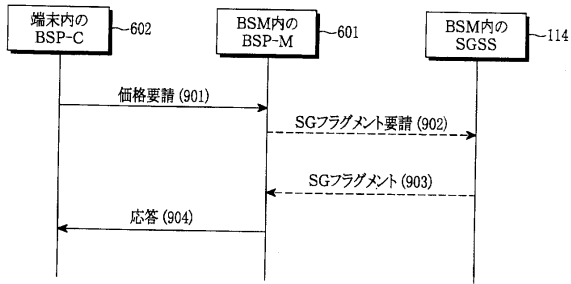 端末内の
BSP-C
602
BSM内の
BSP-M
601
BSM内の
SGSS
114
価格要請(901)
SGフラグメント要請(902)
SGフラグメント(903)
応答(904)